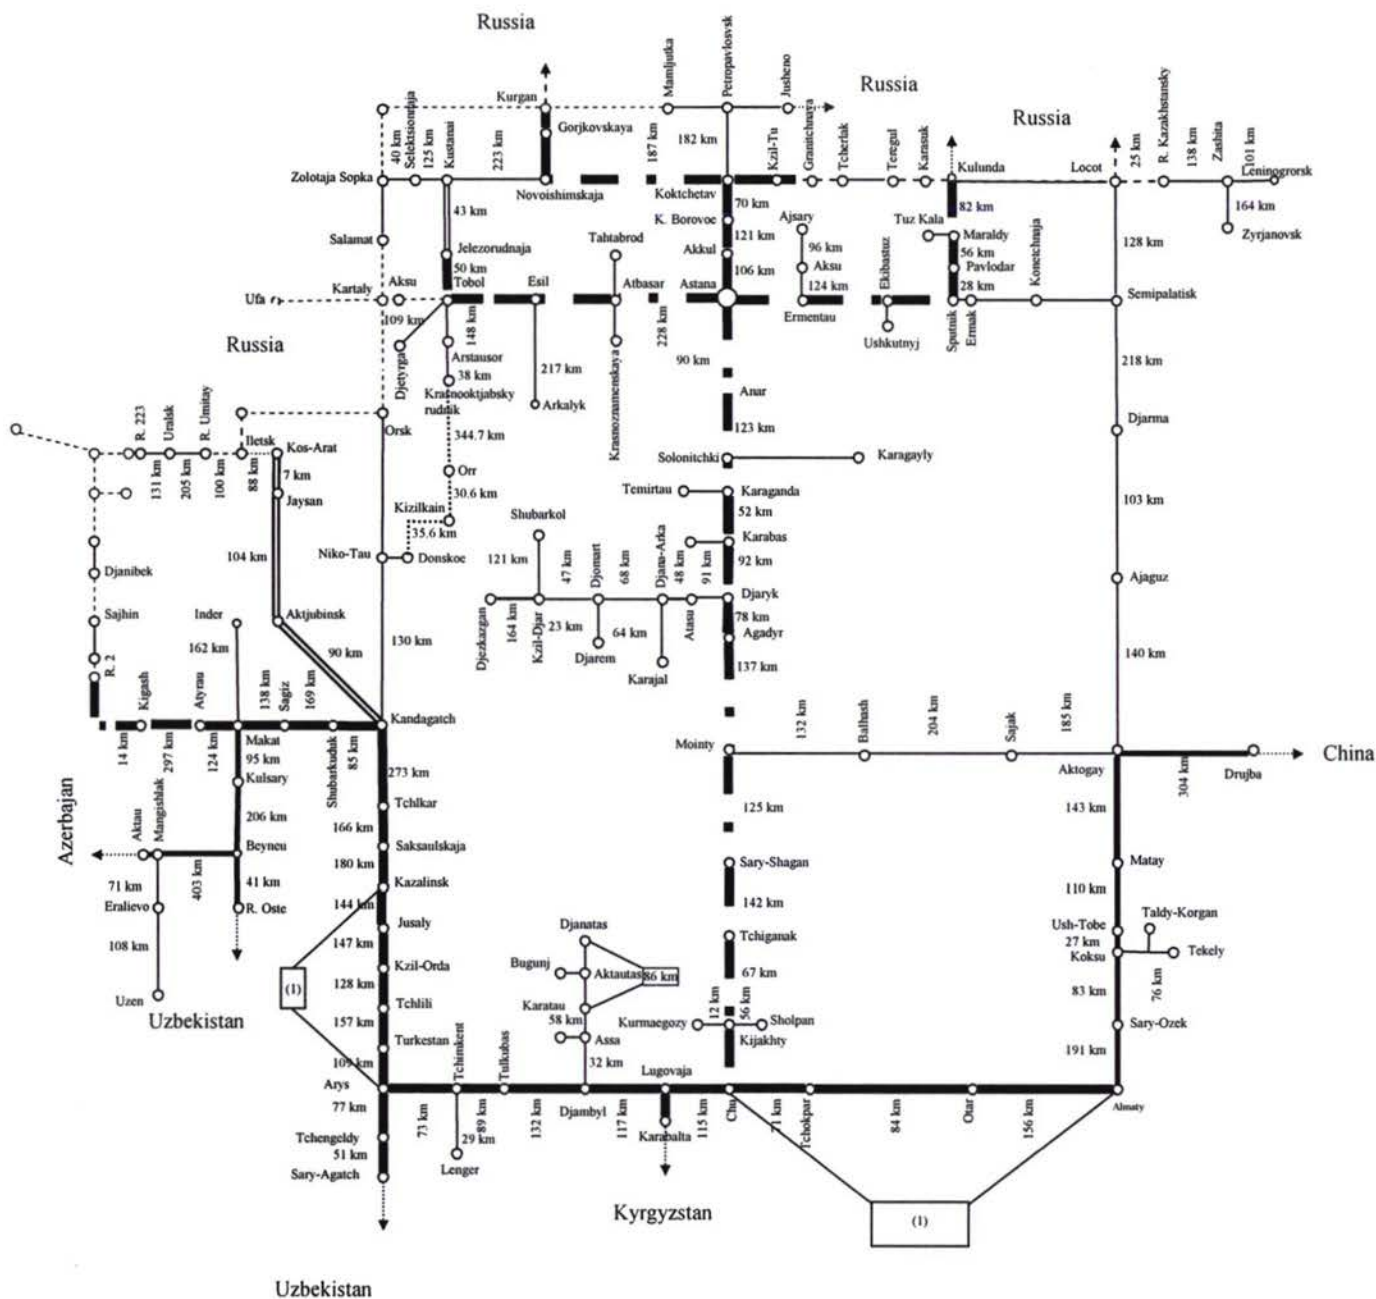 Russia
Kurgan
Mamljutka
Petropavlosvsk
Jusheno
Russia
Russia
Gorjkovskaya
40 km
Selektsionnaja
125 km
Kustanai
223 km
187 km
182 km
Kzil-Tu
Granitchnaya
Tcherlak
Teregul
Karasuk
Kulunda
Locot
25 km
R. Kazakhstansky
138 km
Zashita
101 km
Leninogrorsk
Zolotaja Sopka
Novoishimskaja
Koktchetav
70 km
82 km
164 km
Zyrjanovsk
43 km
K. Borovoe
Ajsary
Tuz Kala
Maraldy
Konetchnaja
128 km
Salamat
Jelezorudnaja
Tahtabrod
121 km
Akkul
96 km
Aksu
Ekibastuz
56 km
Pavlodar
50 km
Tobol
Esil
Atbasar
106 km
Astana
124 km
28 km
Semipalatisk
Ufa
Kartaly
Aksu
109 km
148 km
228 km
Ermentau
Ushkutnyj
Sputnik
Ermak
Russia
Djetyrga
Arstausor
38 km
217 km
Krasnoznamenskaya
90 km
218 km
Krasnooktjabsky
rudnik
Arkalyk
Anar
123 km
Djarma
R. 223
Uralsk
R. Umitay
Iletsk
Kos-Arat
Orsk
344.7 km
Solonitchki
Karagayly
131 km
205 km
100 km
88 km
7 km
Orr
Jaysan
30.6 km
Temirtau
Karaganda
52 km
103 km
Kizilkain
Shubarkol
35.6 km
Karabas
104 km
Niko-Tau
Donskoe
121 km
47 km
Djomart
68 km
Djana-Arka
48 km
91 km
92 km
Djanibek
Ajaguz
Djaryk
Sajhin
Inder
Aktjubinsk
Djezkazgan
164 km
Kzil-Djar
23 km
Djarem
64 km
Karajal
Atasu
78 km
Agadyr
R. 2
162 km
90 km
130 km
137 km
140 km
Kigash
Atyrau
138 km
Sagiz
169 km
Kandagatch
132 km
Balhash
204 km
Sajak
185 km
14 km
297 km
124 km
Makat
95 km
Shubarkuduk
85 km
Mointy
Aktogay
304 km
Drujba
China
Kulsary
273 km
Azerbajan
Aktau
Mangishlak
206 km
Tchlkar
125 km
143 km
166 km
Beyneu
Saksaulskaja
Sary-Shagan
Matay
71 km
403 km
41 km
180 km
Eralievo
R. Oste
Kazalinsk
144 km
142 km
110 km
Taldy-Korgan
Jusaly
Djanatas
Tchiganak
Ush-Tobe
27 km
Koksu
Tekely
108 km
147 km
Kzil-Orda
Bugunj
Aktautas
86 km
67 km
76 km
Uzen
(1)
128 km
83 km
Uzbekistan
Tchlili
Karatau
58 km
Kurmaegozy
12 km
56 km
Sholpan
Sary-Ozek
157 km
Turkestan
Assa
Kijakhty
109km
Tchimkent
Tulkubas
32 km
Lugovaja
191 km
Arys
Almaty
77 km
73 km
89 km
132 km
Djambyl
117 km
Karabalta
115 km
Chu
71 km
Tchokpar
84 km
Otar
156 km
Tchengeldy
51 km
29 km
Sary-Agatch
Lenger
Kyrgyzstan
(1)
Uzbekistan